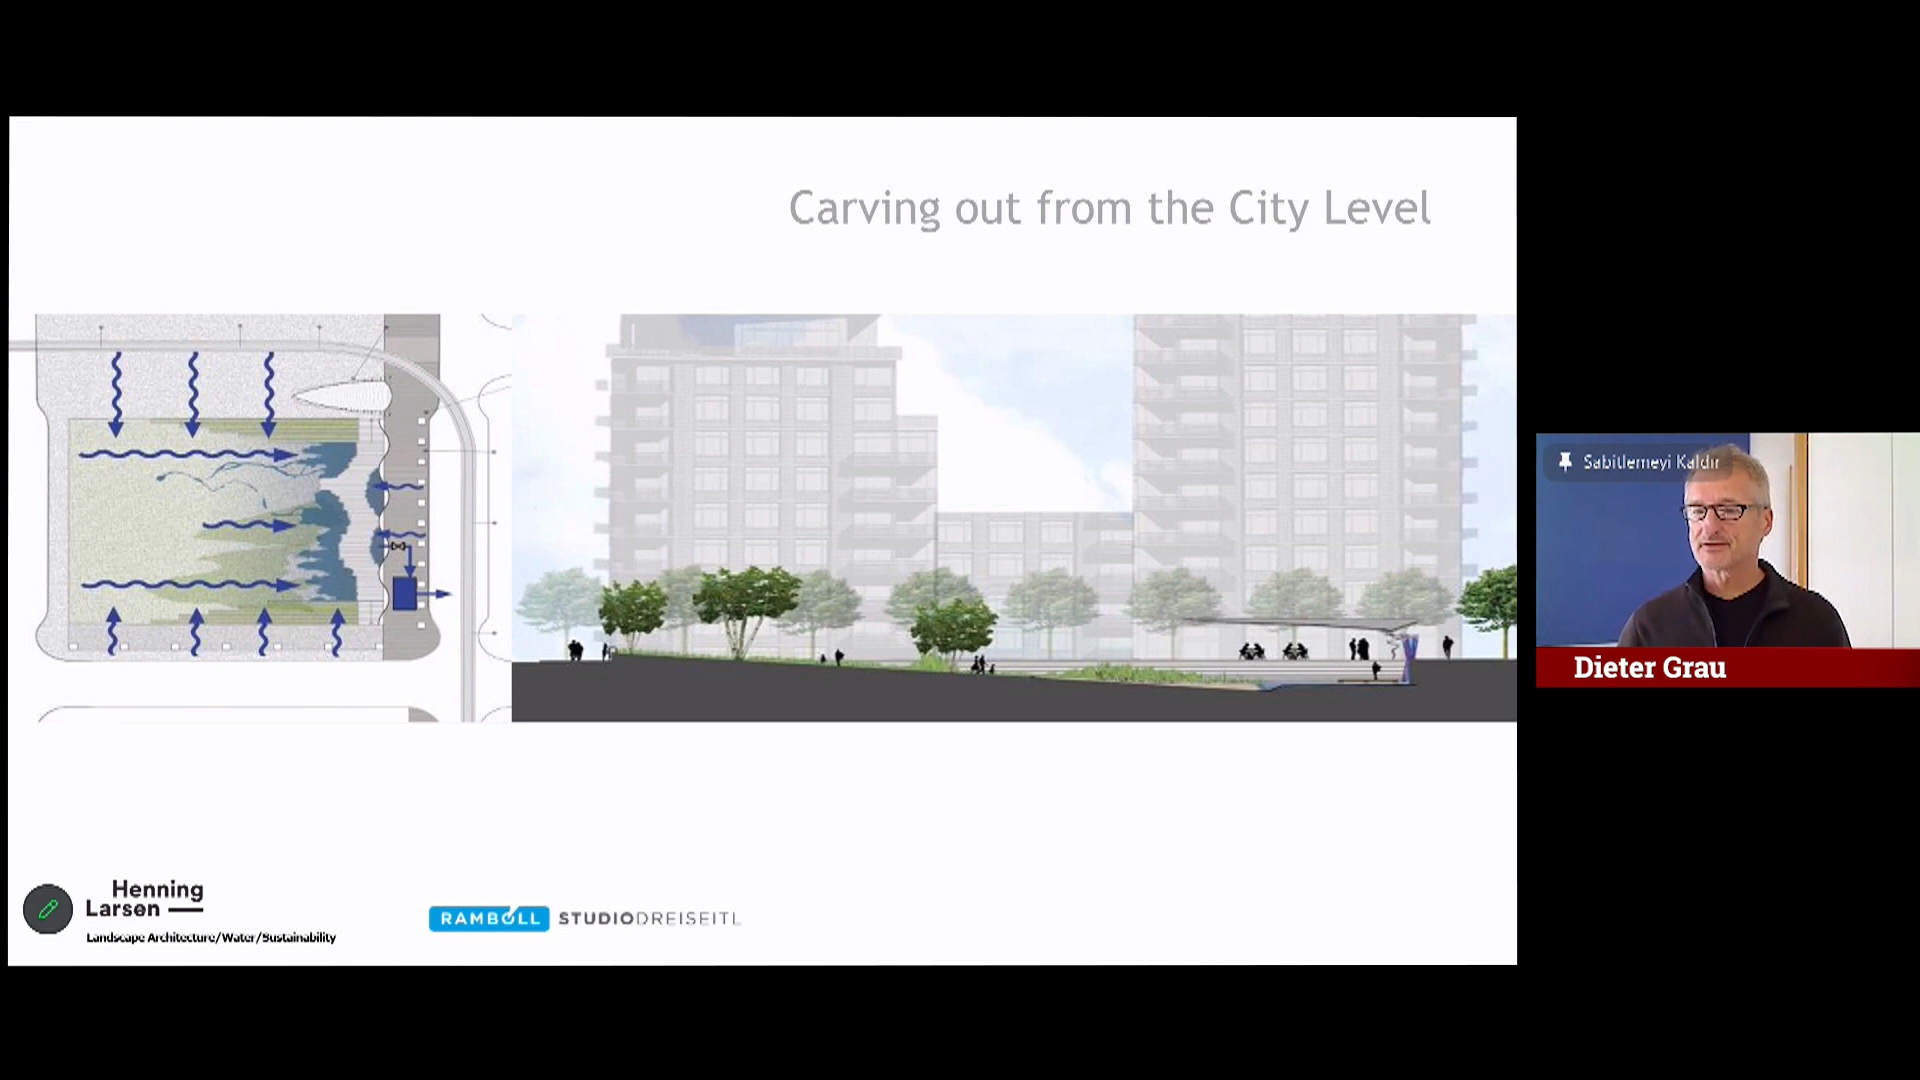 Carving out from the City Level
Sabitlemeyi Kaldır
Dieter Grau
Henning
Larsen
Landscape Architecture/Water/Sustainability
RAMBOLL STUDIODREISEITL